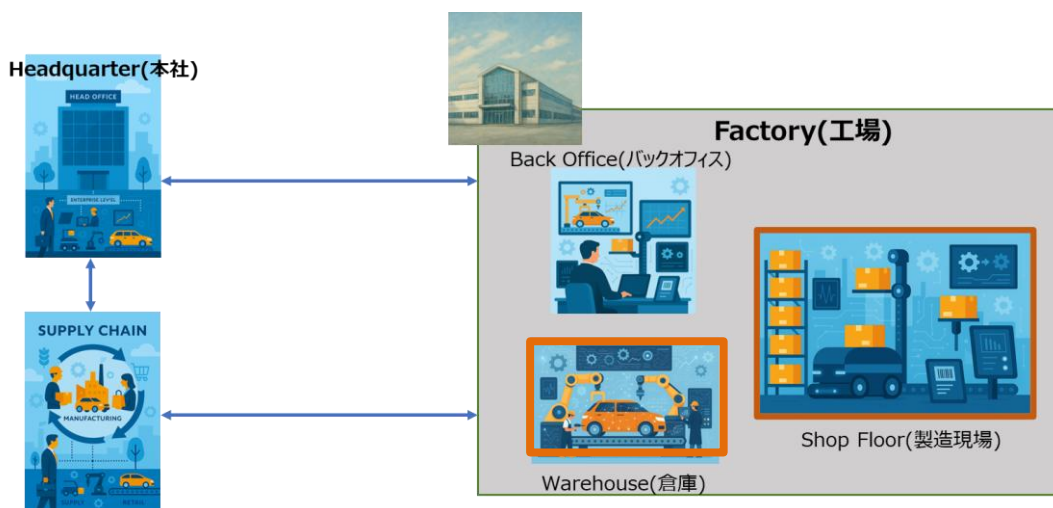 Headquarter(本社)
HEAD OFFICE
ENTERPRISE LEVEL
SUPPLY CHAIN
MANUFACTURING
SUPPLY
RETAIL
Factory(工場)
Back Office(バックオフィス)
Warehouse(倉庫)
Shop Floor(製造現場)